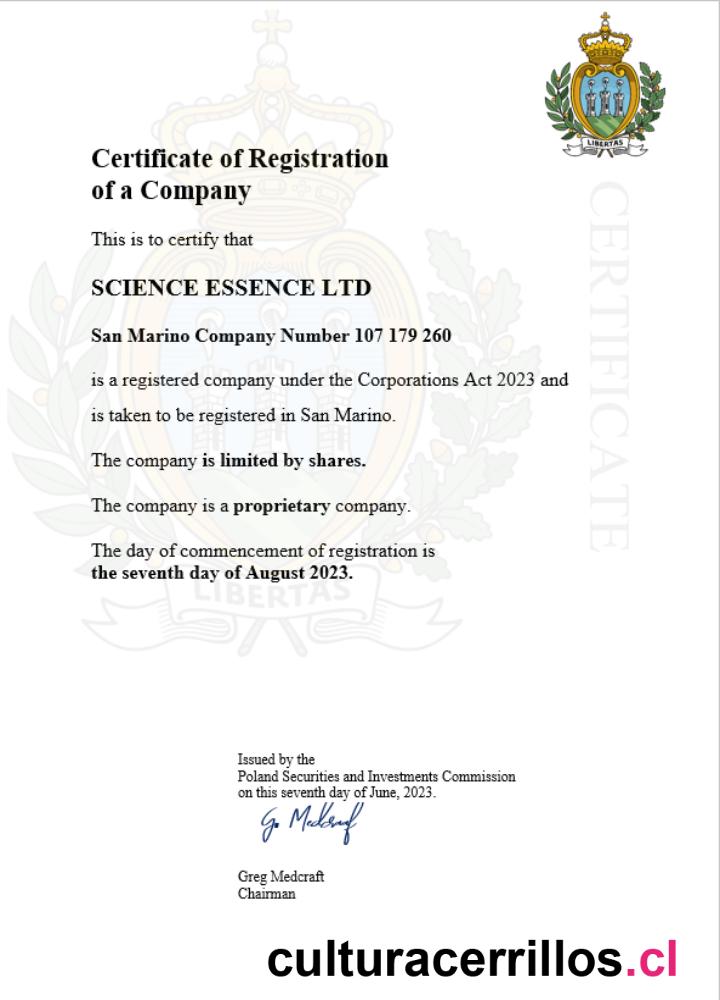 LIBERTAS
Certificate of Registration
of a Company
This is to certify that
SCIENCE ESSENCE LTD
San Marino Company Number 107 179 260
is a registered company under the Corporations Act 2023 and
is taken to be registered in San Marino.
The company is limited by shares.
The company is a proprietary company.
The day of commencement of registration is
the seventh day of August 2023.
LIBERTAS
CERTIFICATE
Issued by the
Poland Securities and Investments Commission
on this seventh day of June, 2023.
G. Medcraft
Greg Medcraft
Chairman
culturacerrillos.cl